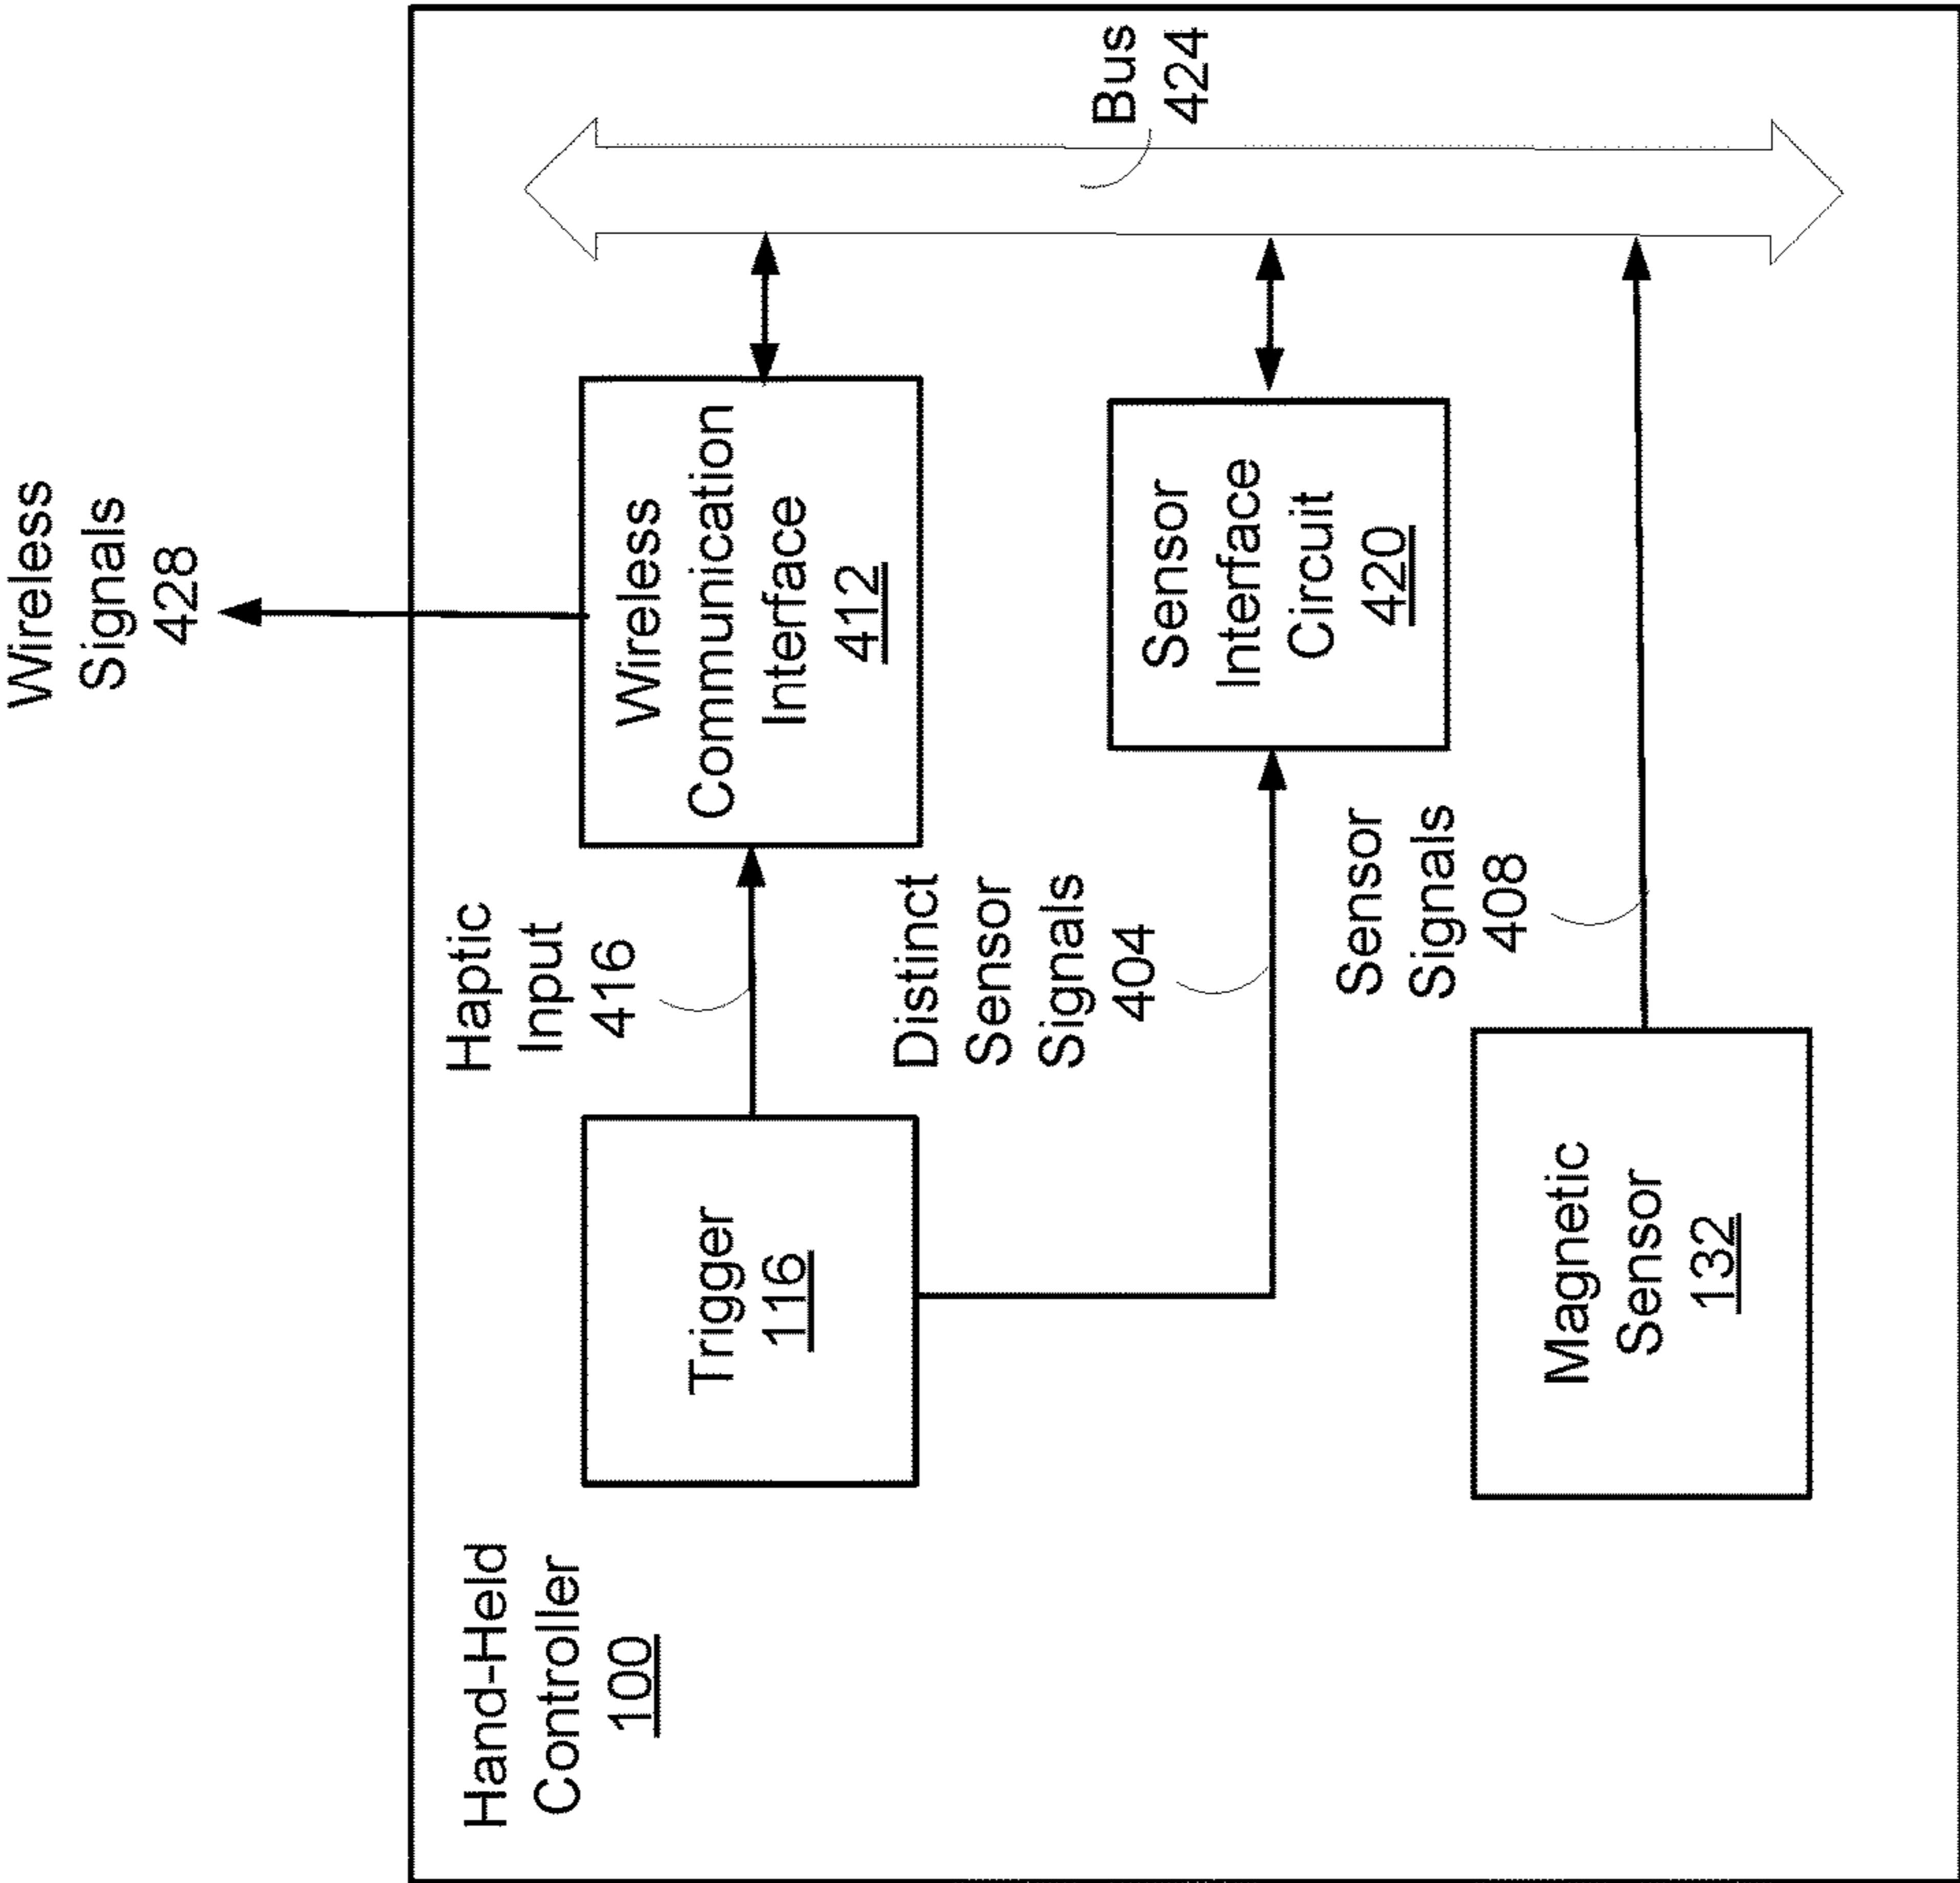 Wireless
Signals
428
Hand-Held
Controller
100
Haptic
Input
416
Trigger
116
Wireless
Communication
Interface
412
Bus
424
Distinct
Sensor
Signals
404
Sensor
Interface
Circuit
420
Sensor
Signals
408
Magnetic
Sensor
132